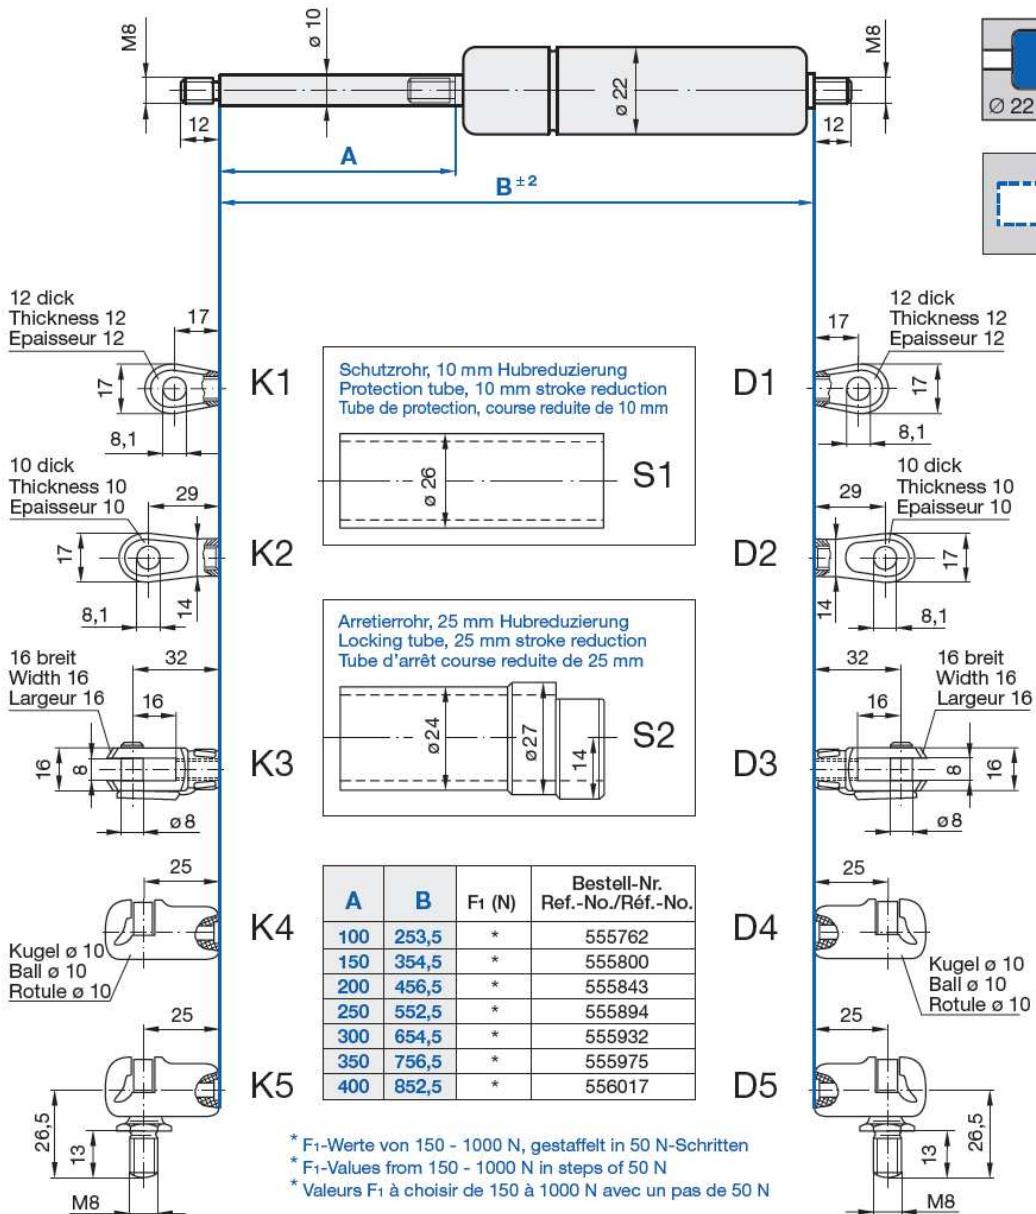 M8
ø 10
ø 22
M8
12
12
A
B ±2
Ø 22
12 dick
Thickness 12
Epaisseur 12
17
17
8,1
K1
Schutzrohr, 10 mm Hubreduzierung
Protection tube, 10 mm stroke reduction
Tube de protection, course reduite de 10 mm
ø 26
S1
D1
17
12 dick
Thickness 12
Epaisseur 12
17
8,1
10 dick
Thickness 10
Epaisseur 10
29
17
8,1
14
K2
D2
29
10 dick
Thickness 10
Epaisseur 10
17
14
8,1
16 breit
Width 16
Largeur 16
32
16
16
8
ø8
K3
Arretierrohr, 25 mm Hubreduzierung
Locking tube, 25 mm stroke reduction
Tube d'arrêt course reduite de 25 mm
ø24
ø27
14
S2
D3
32
16
16 breit
Width 16
Largeur 16
8
16
ø8
25
K4
Kugel ø 10
Ball ø 10
Rotule ø 10
A B F1 (N) Bestell-Nr.
Ref.-No./Réf.-No.
100 253,5 * 555762
150 354,5 * 555800
200 456,5 * 555843
250 552,5 * 555894
300 654,5 * 555932
350 756,5 * 555975
400 852,5 * 556017
D4
25
Kugel ø 10
Ball ø 10
Rotule ø 10
25
K5
26,5
13
M8
D5
25
26,5
13
M8
* F1-Werte von 150 - 1000 N, gestaffelt in 50 N-Schritten
* F1-Values from 150 - 1000 N in steps of 50 N
* Valeurs F1 à choisir de 150 à 1000 N avec un pas de 50 N